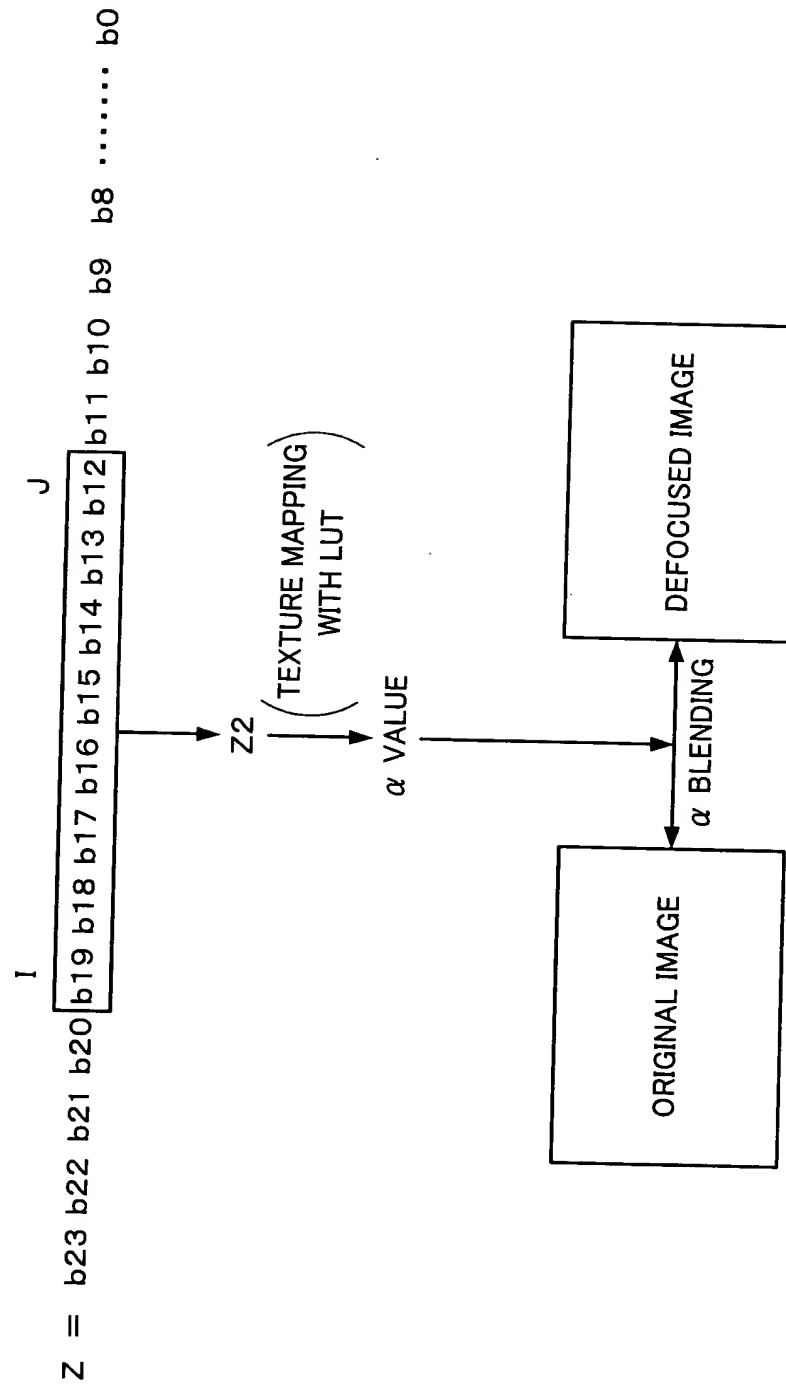 I J
Z = b23 b22 b21 b20 b19 b18 b17 b16 b15 b14 b13 b12 b11 b10 b9 b8 ........ b0
Z2
(TEXTURE MAPPING
WITH LUT)
α VALUE
α BLENDING
ORIGINAL IMAGE
DEFOCUSED IMAGE